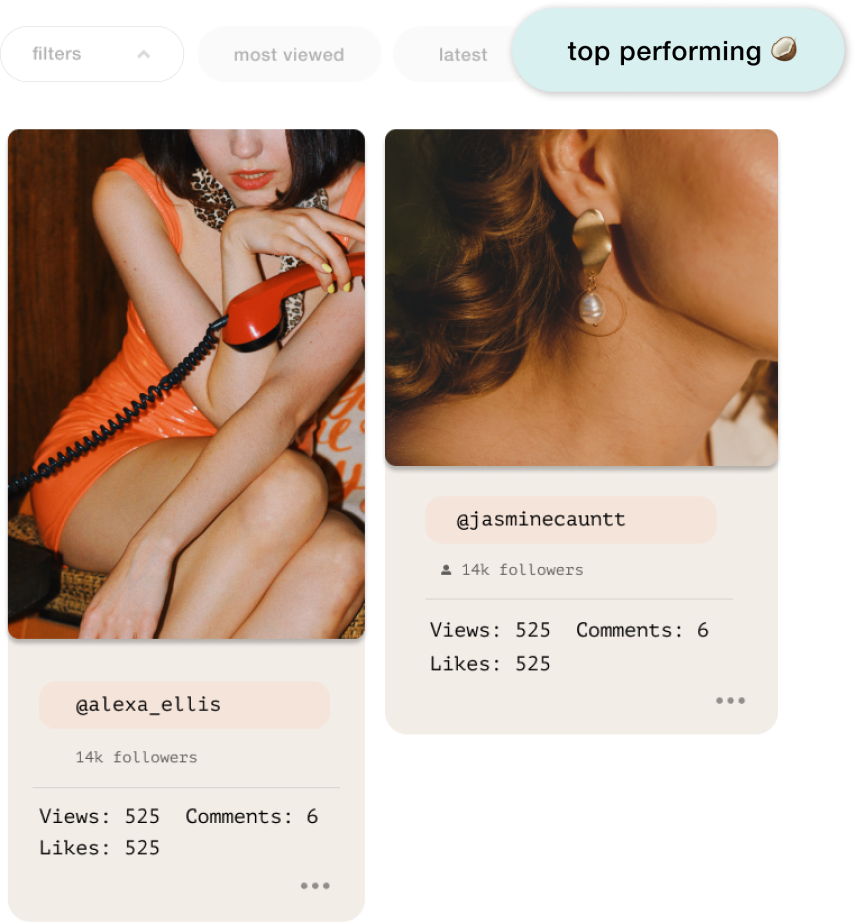 filters
most viewed
latest
top performing 🥥
@jasminecauntt
14k followers
Views: 525 Comments: 6
Likes: 525
@alexa_ellis
14k followers
Views: 525 Comments: 6
Likes: 525